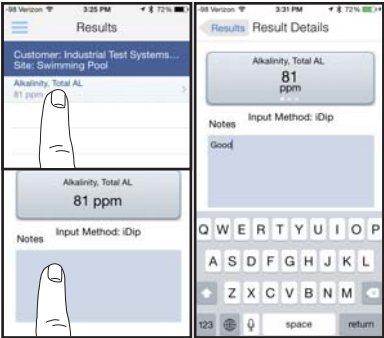 -98 Verizon 3:25 PM 72%
Results
Customer: Industrial Test Systems...
Site: Swimming Pool
Alkalinity, Total AL
81 ppm
Alkalinity, Total AL
81 ppm
Notes Input Method: iDip
-98 Verizon 3:31 PM 72%
Results Result Details
Alkalinity, Total AL
81
ppm
Notes Input Method: iDip
Good
Q W E R T Y U I O P
A S D F G H J K L
Z X C V B N M
123 space return